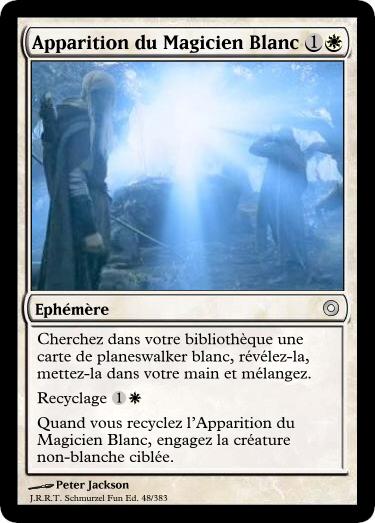 Apparition du Magicien Blanc 1
Ephémère
Cherchez dans votre bibliothèque une
carte de planeswalker blanc, révélez-la,
mettez-la dans votre main et mélangez.
Recyclage 1
Quand vous recyclez l'Apparition du
Magicien Blanc, engagez la créature
non-blanche ciblée.
Peter Jackson
J.R.R.T. Schmurzel Fun Ed. 48/383